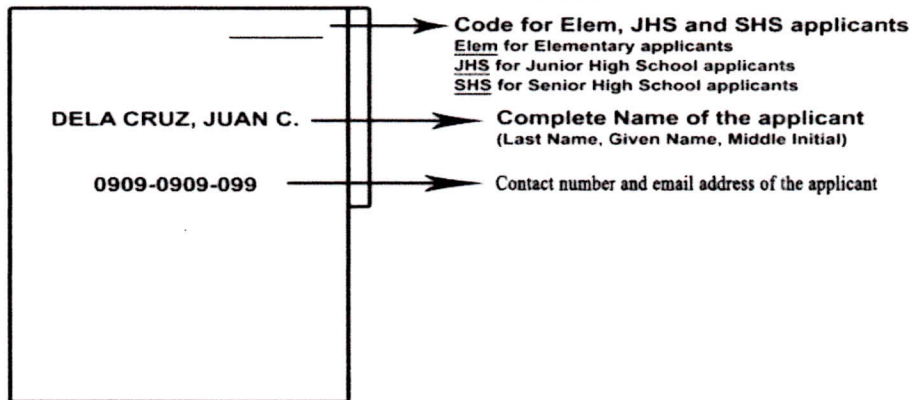 Code for Elem, JHS and SHS applicants
Elem for Elementary applicants
JHS for Junior High School applicants
SHS for Senior High School applicants
DELA CRUZ, JUAN C.
Complete Name of the applicant
(Last Name, Given Name, Middle Initial)
0909-0909-099
Contact number and email address of the applicant